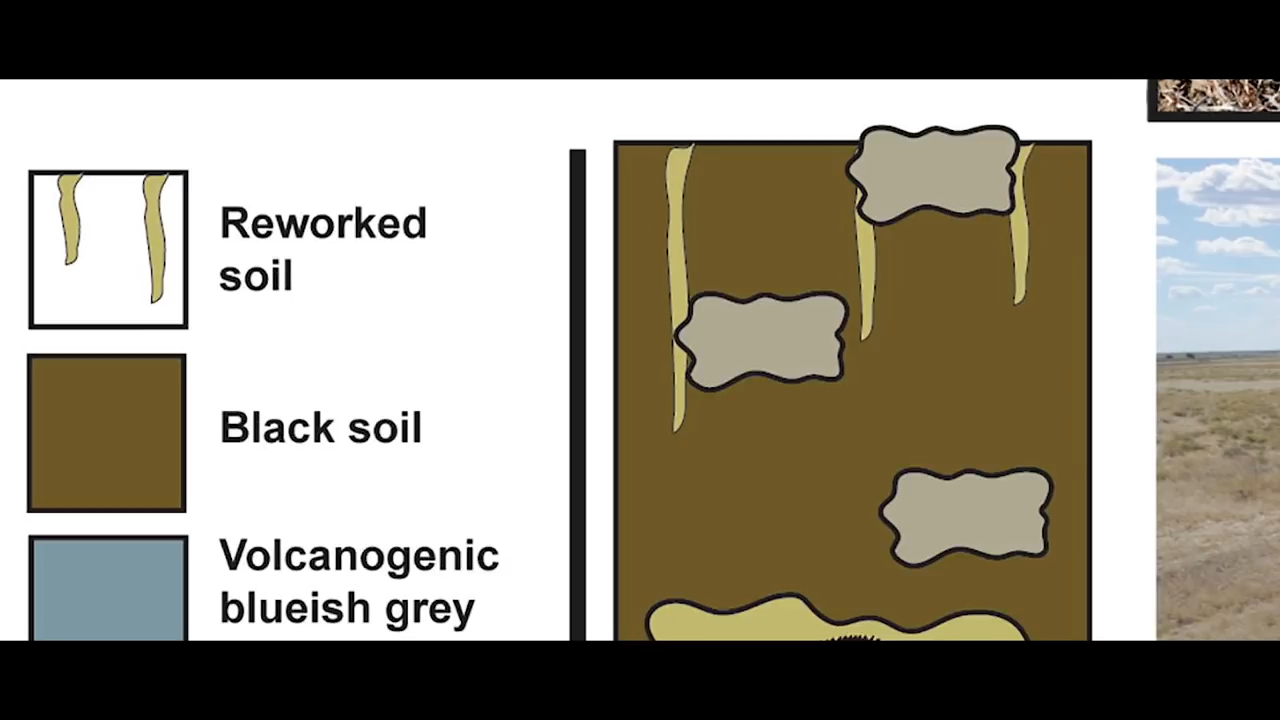 Reworked
soil
Black soil
Volcanogenic
blueish grey